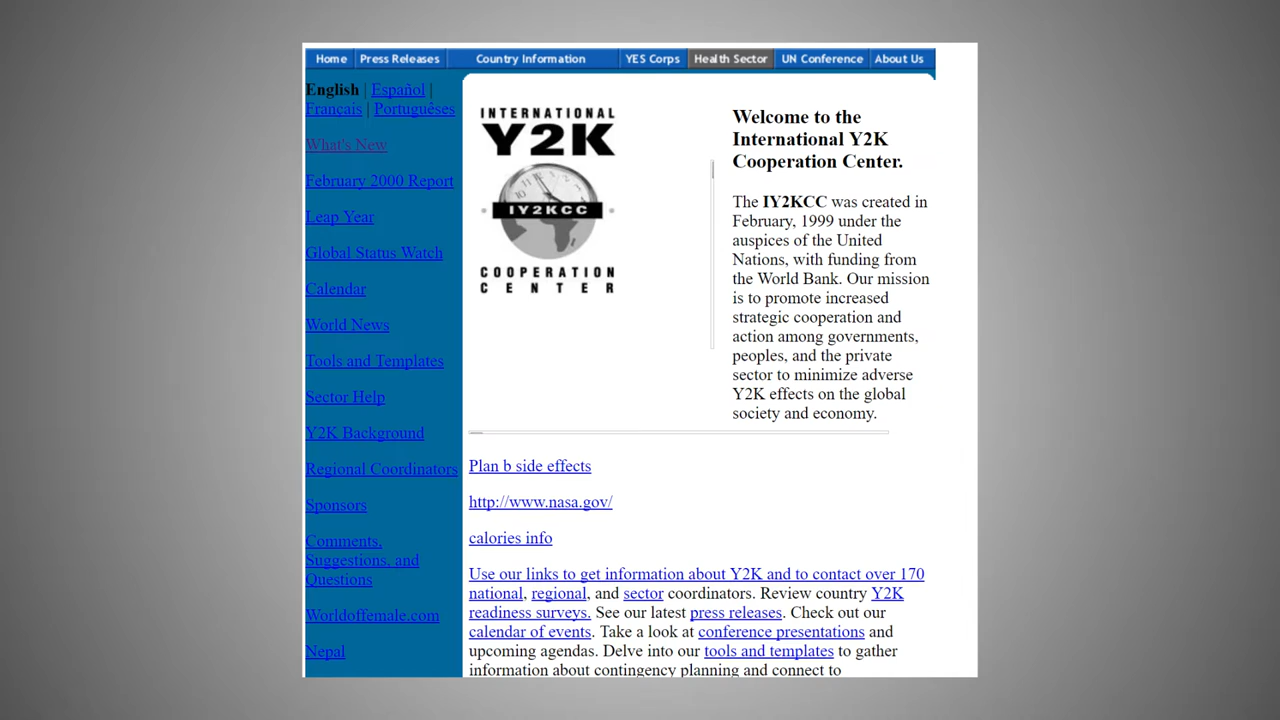 Home Press Releases Country Information YES Corps Health Sector UN Conference About Us
English | Español |
Français | Portuguêses
What's New
February 2000 Report
Leap Year
Global Status Watch
Calendar
World News
Tools and Templates
Sector Help
Y2K Background
Regional Coordinators
Sponsors
Comments,
Suggestions, and
Questions
Worldoffemale.com
Nepal
INTERNATIONAL
Y2K
IY2KCC
COOPERATION
CENTER
Welcome to the
International Y2K
Cooperation Center.
The IY2KCC was created in
February, 1999 under the
auspices of the United
Nations, with funding from
the World Bank. Our mission
is to promote increased
strategic cooperation and
action among governments,
peoples, and the private
sector to minimize adverse
Y2K effects on the global
society and economy.
Plan b side effects
http://www.nasa.gov/
calories info
Use our links to get information about Y2K and to contact over 170
national, regional, and sector coordinators. Review country Y2K
readiness surveys. See our latest press releases. Check out our
calendar of events. Take a look at conference presentations and
upcoming agendas. Delve into our tools and templates to gather
information about contingency planning and connect to